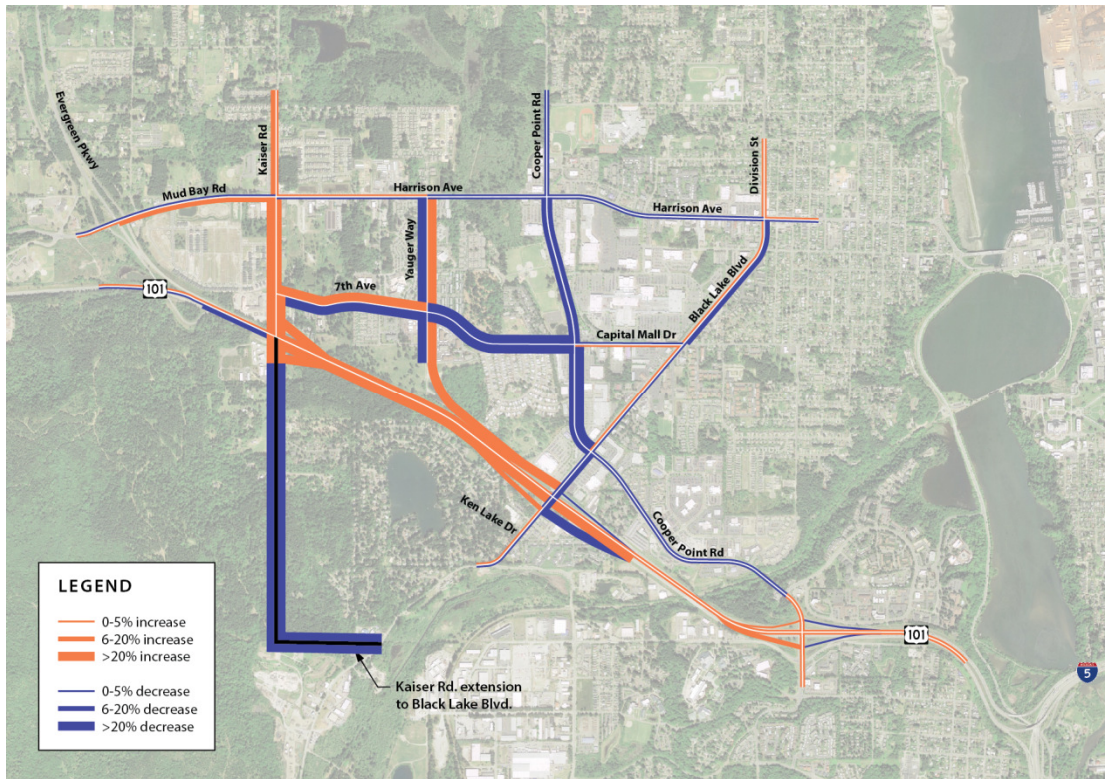 Evergreen Pkwy
Kaiser Rd
Cooper Point Rd
Division St
Mud Bay Rd
Harrison Ave
Harrison Ave
Yauger Way
7th Ave
101
Black Lake Blvd
Capital Mall Dr
Ken Lake Dr
Cooper Point Rd
101
5
LEGEND
0-5% increase
6-20% increase
>20% increase
0-5% decrease
6-20% decrease
>20% decrease
Kaiser Rd. extension
to Black Lake Blvd.